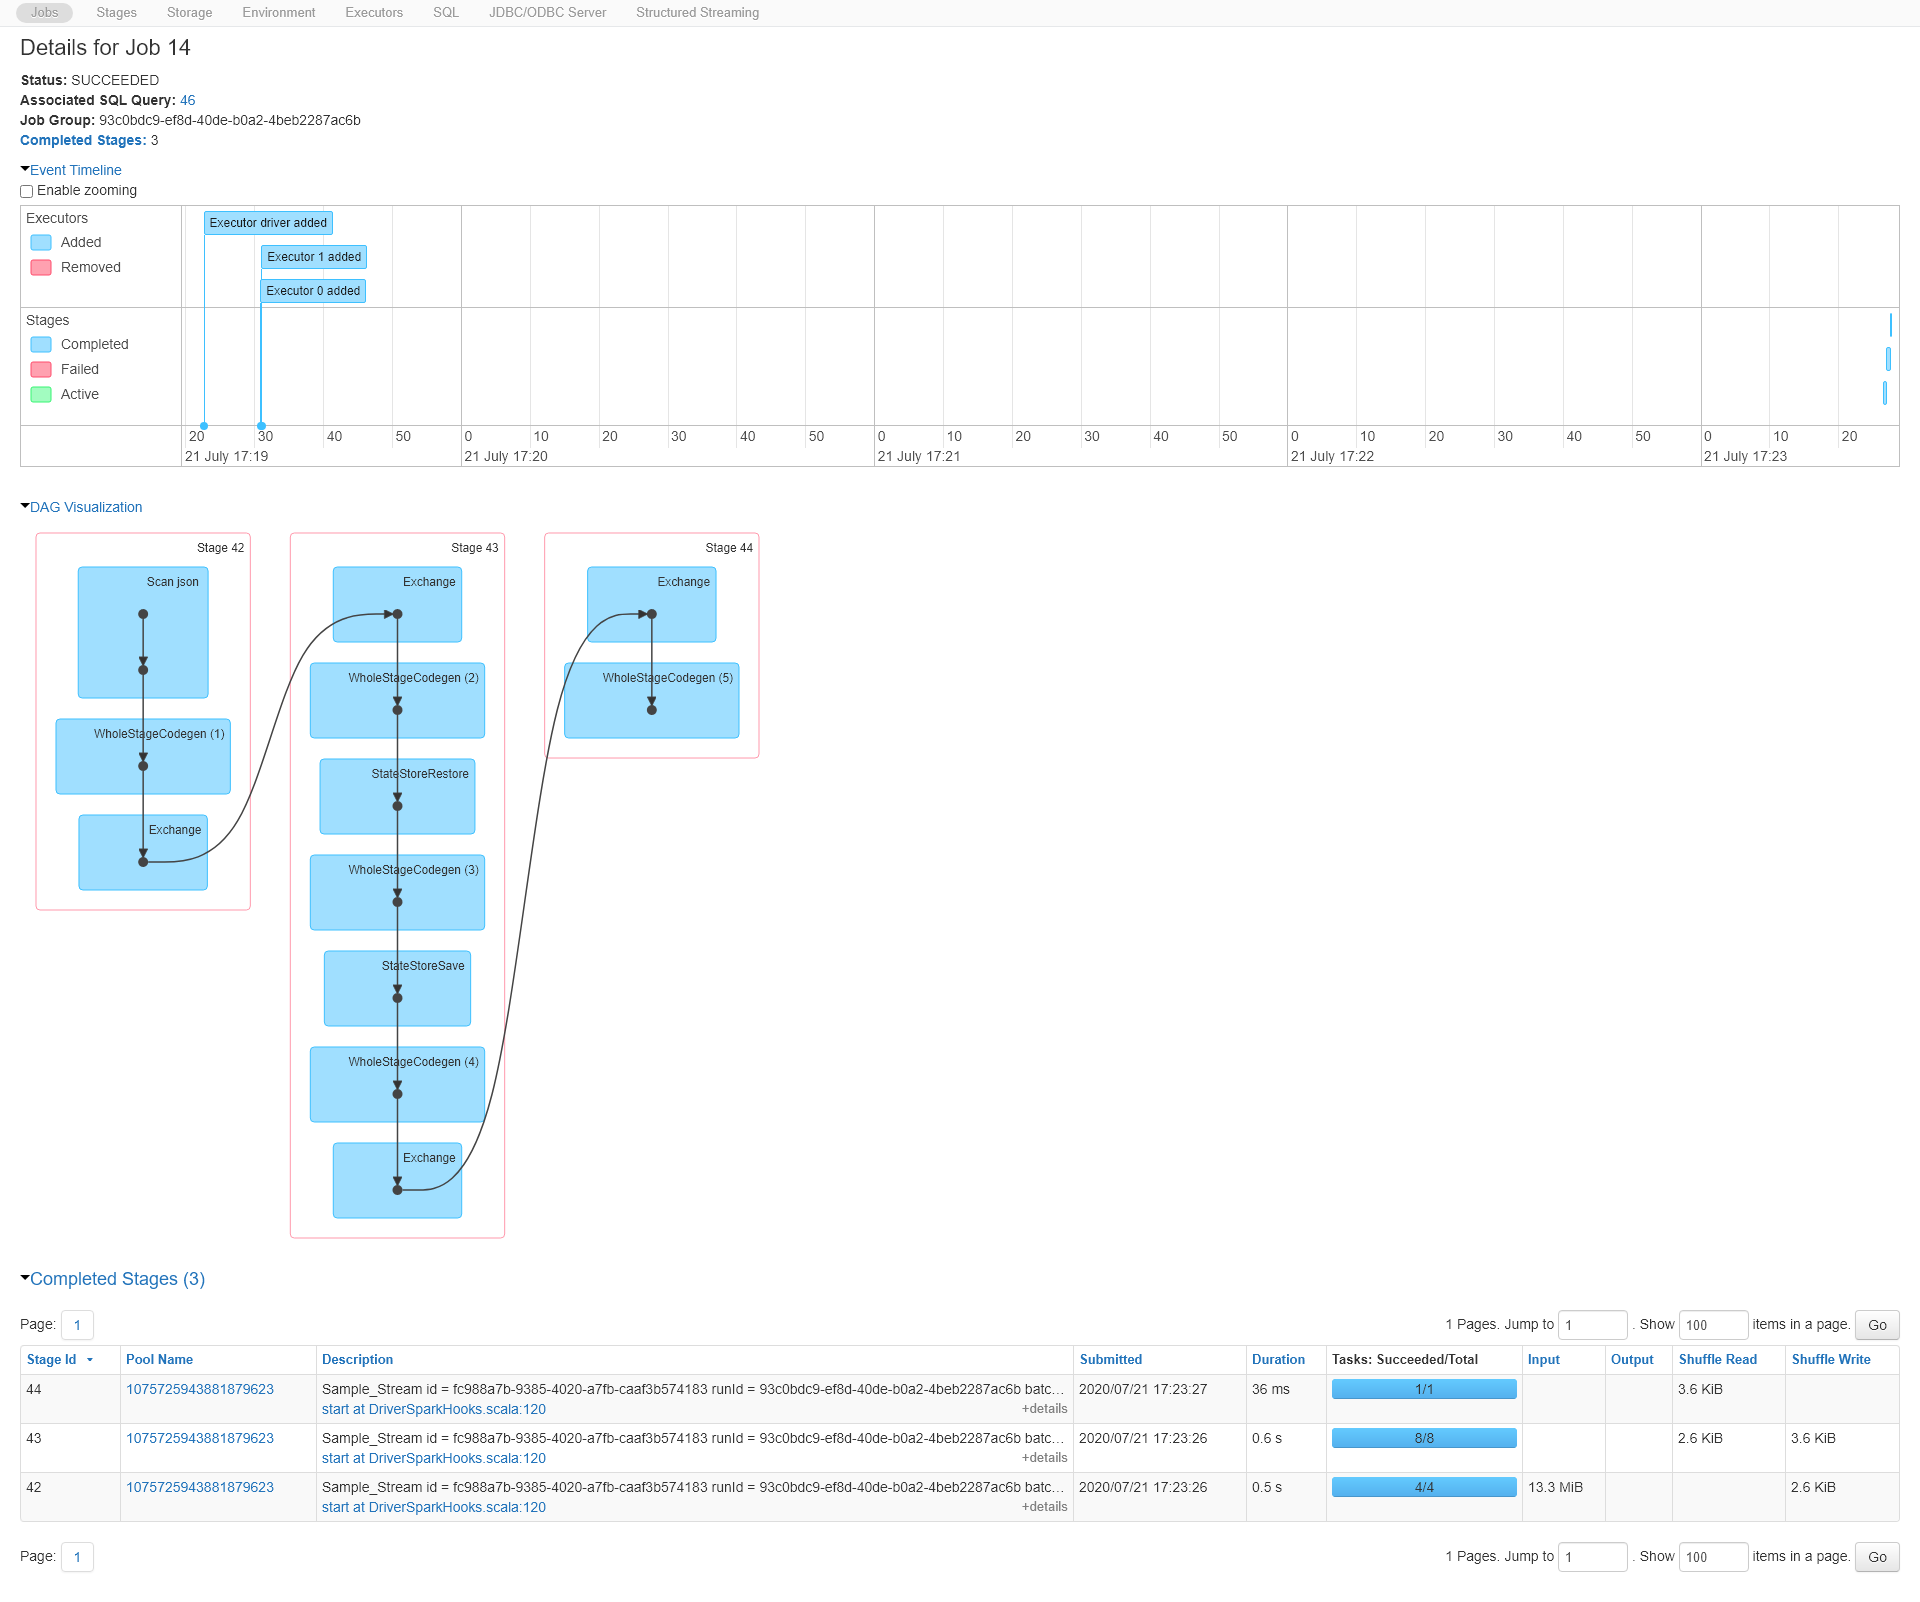 Jobs Stages Storage Environment Executors SQL JDBC/ODBC Server Structured Streaming
Details for Job 14
Status: SUCCEEDED
Associated SQL Query: 46
Job Group: 93c0bdc9-ef8d-40de-b0a2-4beb2287ac6b
Completed Stages: 3
Event Timeline
Enable zooming
Executors
Added
Removed
Executor driver added
Executor 1 added
Executor 0 added
Stages
Completed
Failed
Active
20 30 40 50 0 10 20 30 40 50 0 10 20 30 40 50 0 10 20 30 40 50 0 10 20
21 July 17:19 21 July 17:20 21 July 17:21 21 July 17:22 21 July 17:23
DAG Visualization
Stage 42
Scan json
WholeStageCodegen (1)
Exchange
Stage 43
Exchange
WholeStageCodegen (2)
StateStoreRestore
WholeStageCodegen (3)
StateStoreSave
WholeStageCodegen (4)
Exchange
Stage 44
Exchange
WholeStageCodegen (5)
Completed Stages (3)
Page: 1 1 Pages. Jump to 1 . Show 100 items in a page. Go
Stage Id Pool Name Description Submitted Duration Tasks: Succeeded/Total Input Output Shuffle Read Shuffle Write
44 1075725943881879623 Sample_Stream id = fc988a7b-9385-4020-a7fb-caaf3b574183 runId = 93c0bdc9-ef8d-40de-b0a2-4beb2287ac6b batc... 2020/07/21 17:23:27 36 ms 1/1 3.6 KiB
start at DriverSparkHooks.scala:120 +details
43 1075725943881879623 Sample_Stream id = fc988a7b-9385-4020-a7fb-caaf3b574183 runId = 93c0bdc9-ef8d-40de-b0a2-4beb2287ac6b batc... 2020/07/21 17:23:26 0.6 s 8/8 2.6 KiB 3.6 KiB
start at DriverSparkHooks.scala:120 +details
42 1075725943881879623 Sample_Stream id = fc988a7b-9385-4020-a7fb-caaf3b574183 runId = 93c0bdc9-ef8d-40de-b0a2-4beb2287ac6b batc... 2020/07/21 17:23:26 0.5 s 4/4 13.3 MiB 2.6 KiB
start at DriverSparkHooks.scala:120 +details
Page: 1 1 Pages. Jump to 1 . Show 100 items in a page. Go